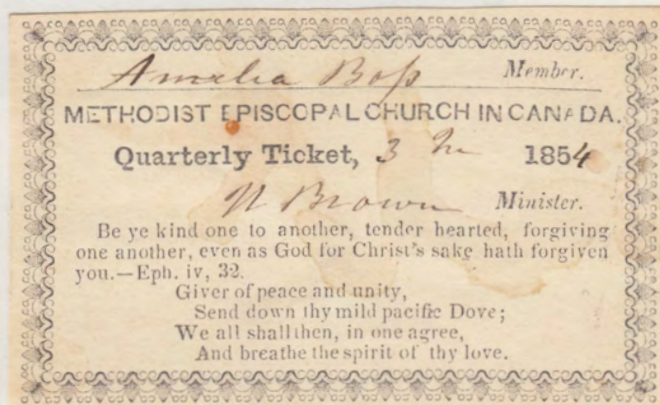 Amelia Boss Member.
METHODIST EPISCOPAL CHURCH IN CANADA.
Quarterly Ticket, 3 1854
Brown Minister.
Be ye kind one to another, tender hearted, forgiving
one another, even as God for Christ's sake hath forgiven
you.—Eph. iv, 32.
Giver of peace and unity,
Send down thy mild pacific Dove;
We all shall then, in one agree,
And breathe the spirit of thy love.